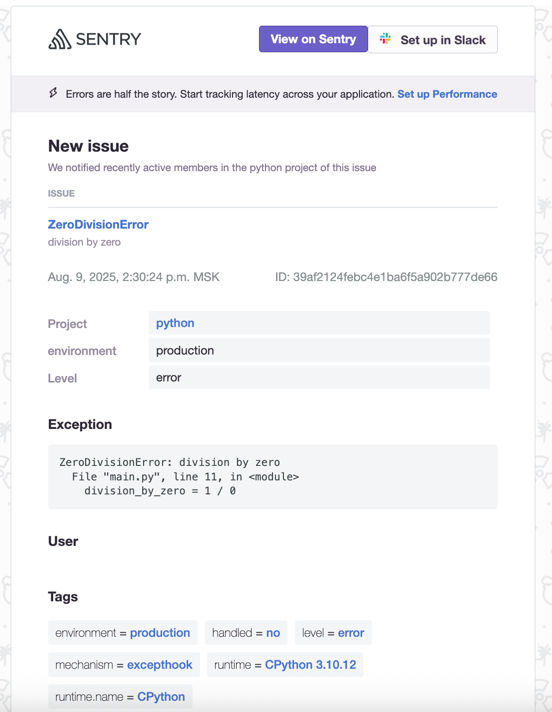 SENTRY
View on Sentry
Set up in Slack
Errors are half the story. Start tracking latency across your application. Set up Performance
New issue
We notified recently active members in the python project of this issue
ISSUE
ZeroDivisionError
division by zero
Aug. 9, 2025, 2:30:24 p.m. MSK
ID: 39af2124febc4e1ba6f5a902b777de66
Project
python
environment
production
Level
error
Exception
ZeroDivisionError: division by zero
File "main.py", line 11, in <module>
division_by_zero = 1 / 0
User
Tags
environment = production
handled = no
level = error
mechanism = excepthook
runtime = CPython 3.10.12
runtime.name = CPython